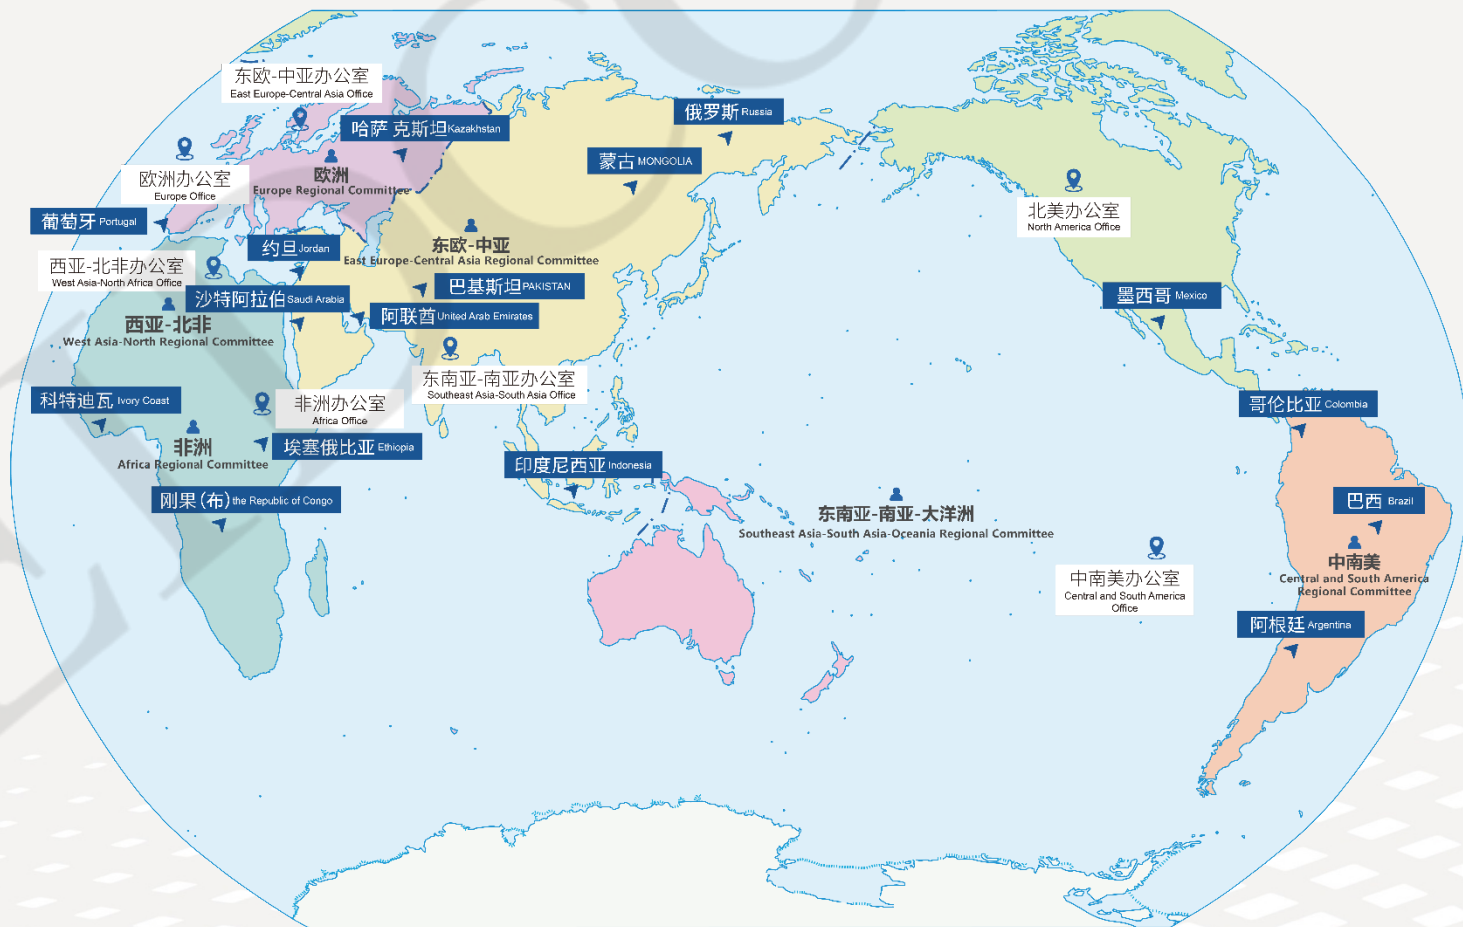 东欧-中亚办公室
East Europe-Central Asia Office
俄罗斯 Russia
哈萨克斯坦 Kazakhstan
蒙古 MONGOLIA
欧洲办公室
Europe Office
欧洲
Europe Regional Committee
北美办公室
North America Office
葡萄牙 Portugal
约旦 Jordan
东欧-中亚
East Europe-Central Asia Regional Committee
西亚-北非办公室
West Asia-North Africa Office
巴基斯坦 PAKISTAN
沙特阿拉伯 Saudi Arabia
墨西哥 Mexico
阿联酋 United Arab Emirates
西亚-北非
West Asia-North Regional Committee
东南亚-南亚办公室
Southeast Asia-South Asia Office
科特迪瓦 Ivory Coast
非洲办公室
Africa Office
哥伦比亚 Colombia
非洲
Africa Regional Committee
埃塞俄比亚 Ethiopia
印度尼西亚 Indonesia
刚果(布) the Republic of Congo
巴西 Brazil
东南亚-南亚-大洋洲
Southeast Asia-South Asia-Oceania Regional Committee
中南美
Central and South America
Regional Committee
中南美办公室
Central and South America
Office
阿根廷 Argentina